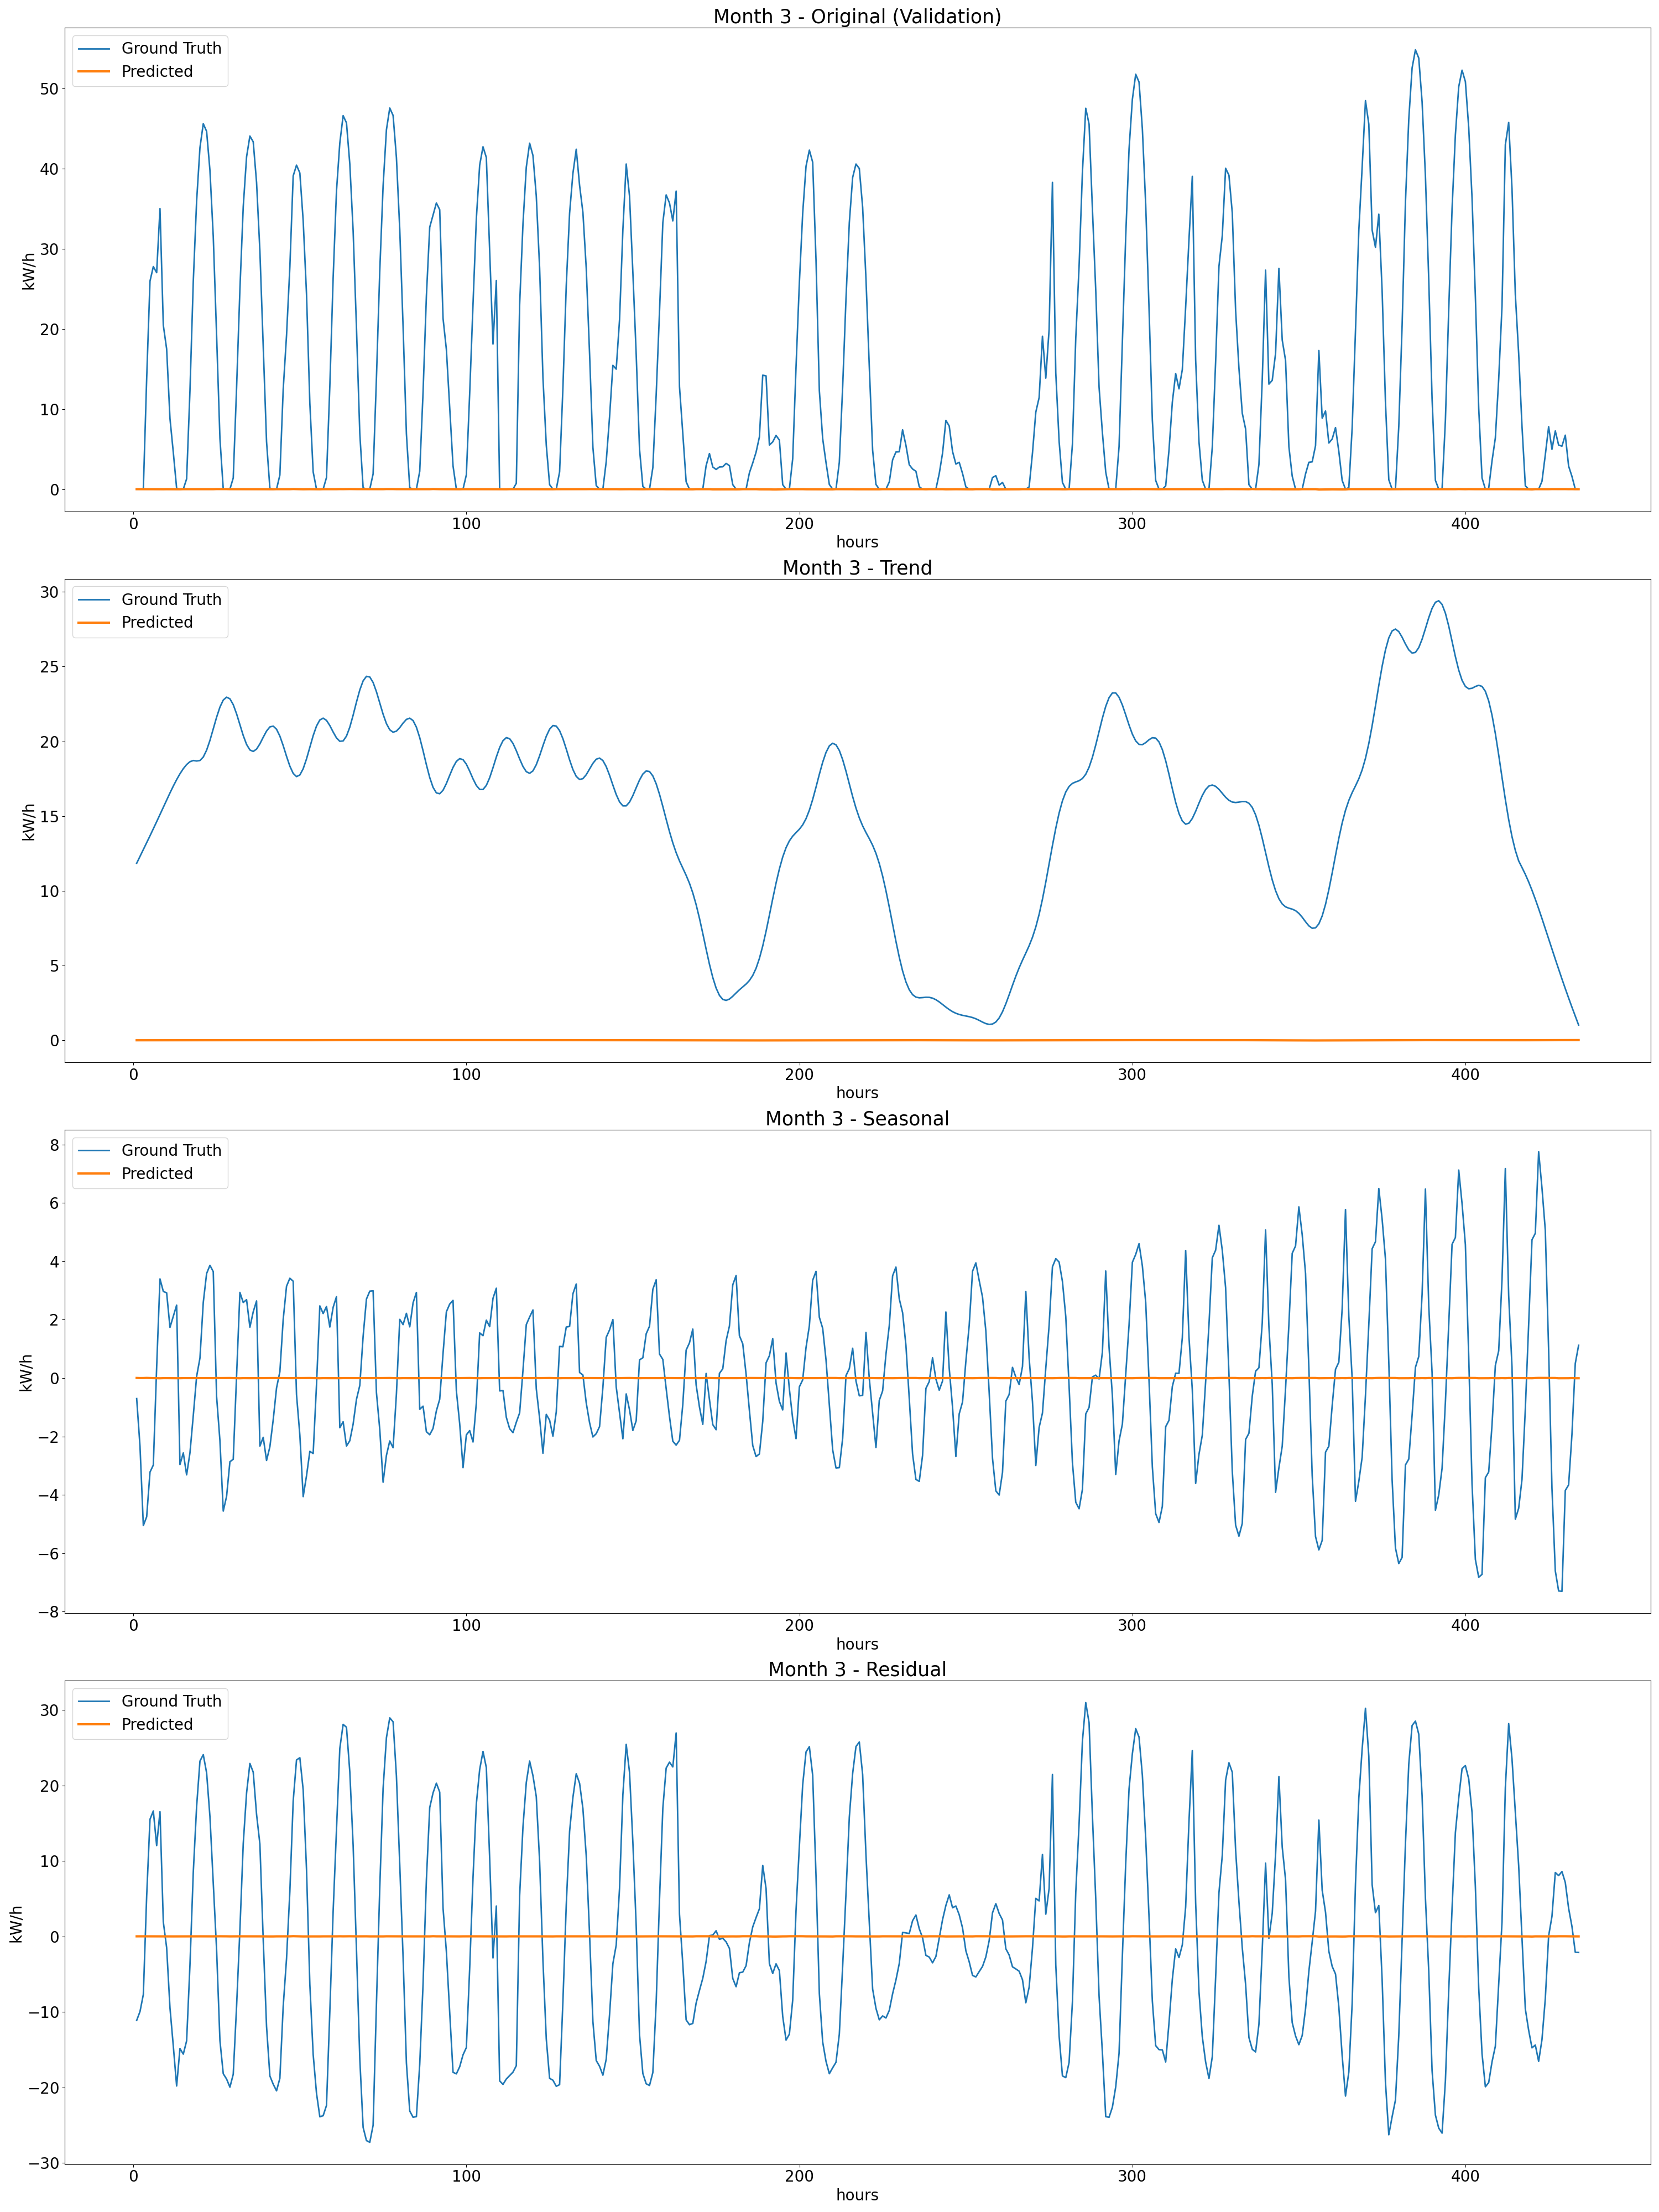 Month 3 - Original (Validation)
Ground Truth
Predicted
50
40
30
20
10
0
kW/h
0 100 200 300 400
hours
Month 3 - Trend
Ground Truth
Predicted
30
25
20
15
10
5
0
kW/h
0 100 200 300 400
hours
Month 3 - Seasonal
Ground Truth
Predicted
8
6
4
2
0
−2
−4
−6
−8
kW/h
0 100 200 300 400
hours
Month 3 - Residual
Ground Truth
Predicted
30
20
10
0
−10
−20
−30
kW/h
0 100 200 300 400
hours